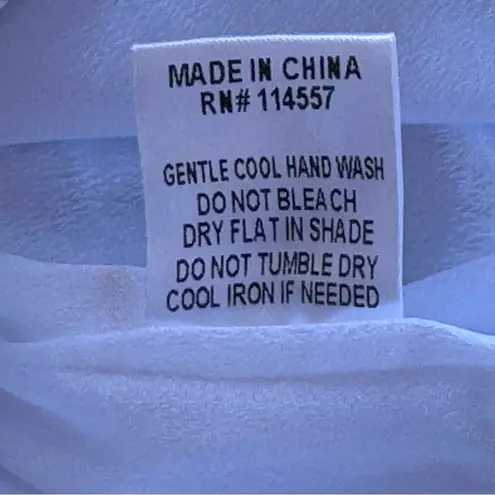 MADE IN CHINA
RN# 114557
GENTLE COOL HAND WASH
DO NOT BLEACH
DRY FLAT IN SHADE
DO NOT TUMBLE DRY
COOL IRON IF NEEDED